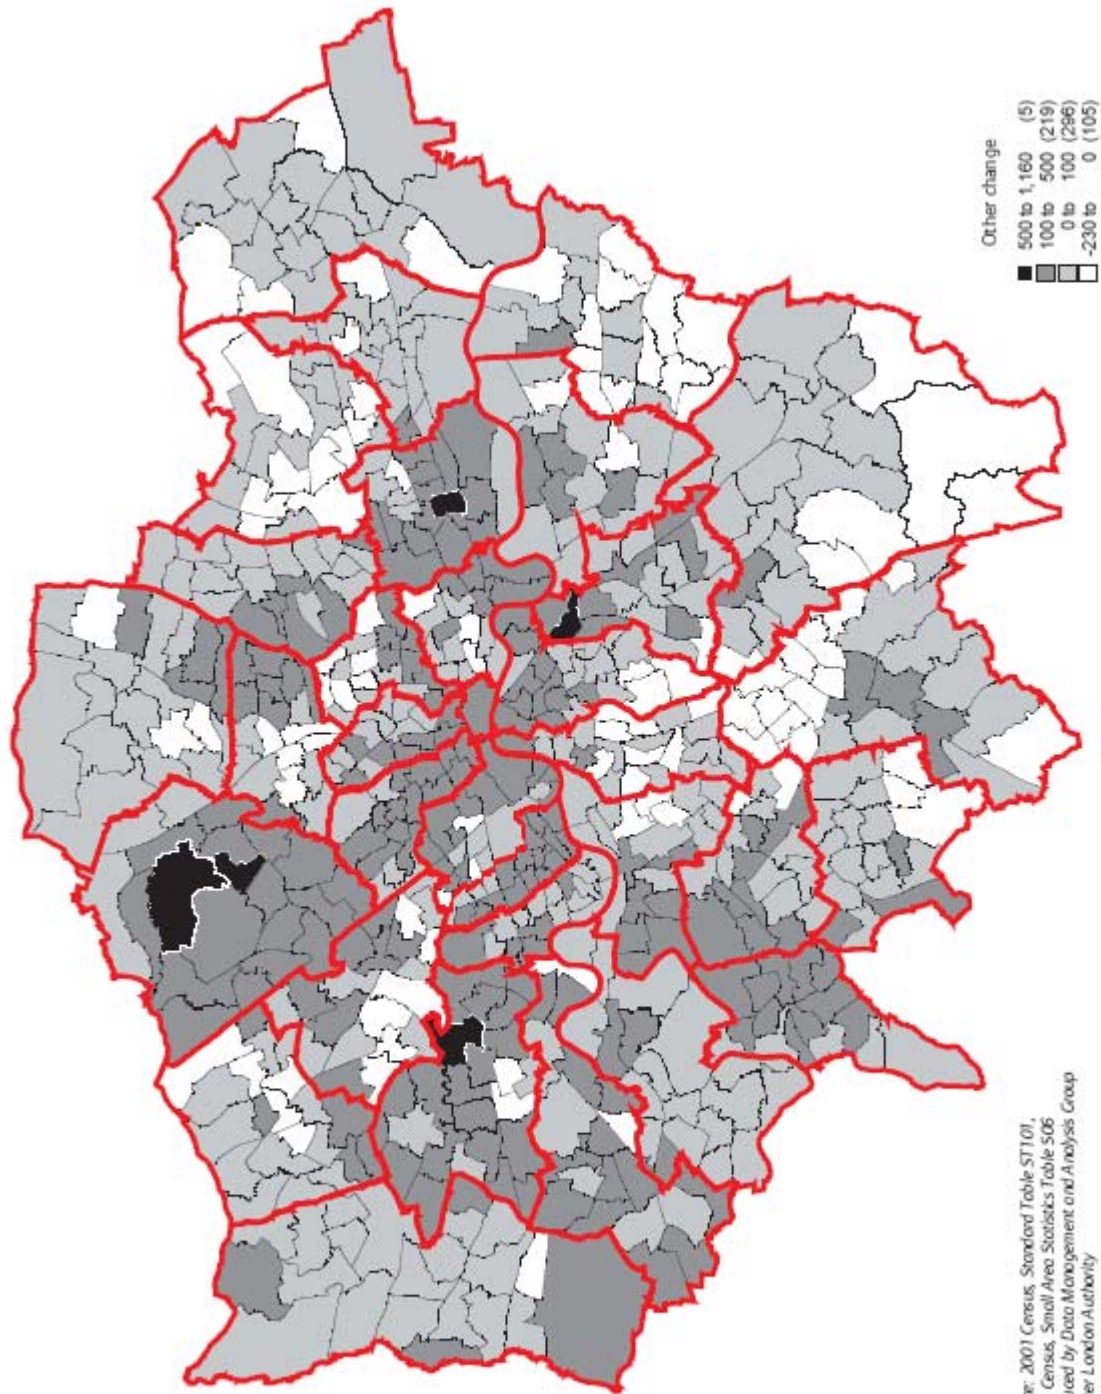 Other change
500 to 1,160 (5)
100 to 500 (219)
0 to 100 (296)
-230 to 0 (105)
2001 Census, Standard Table ST101,
Census, Small Area Statistics Table S06
by Data Management and Analysis Group
London Authority